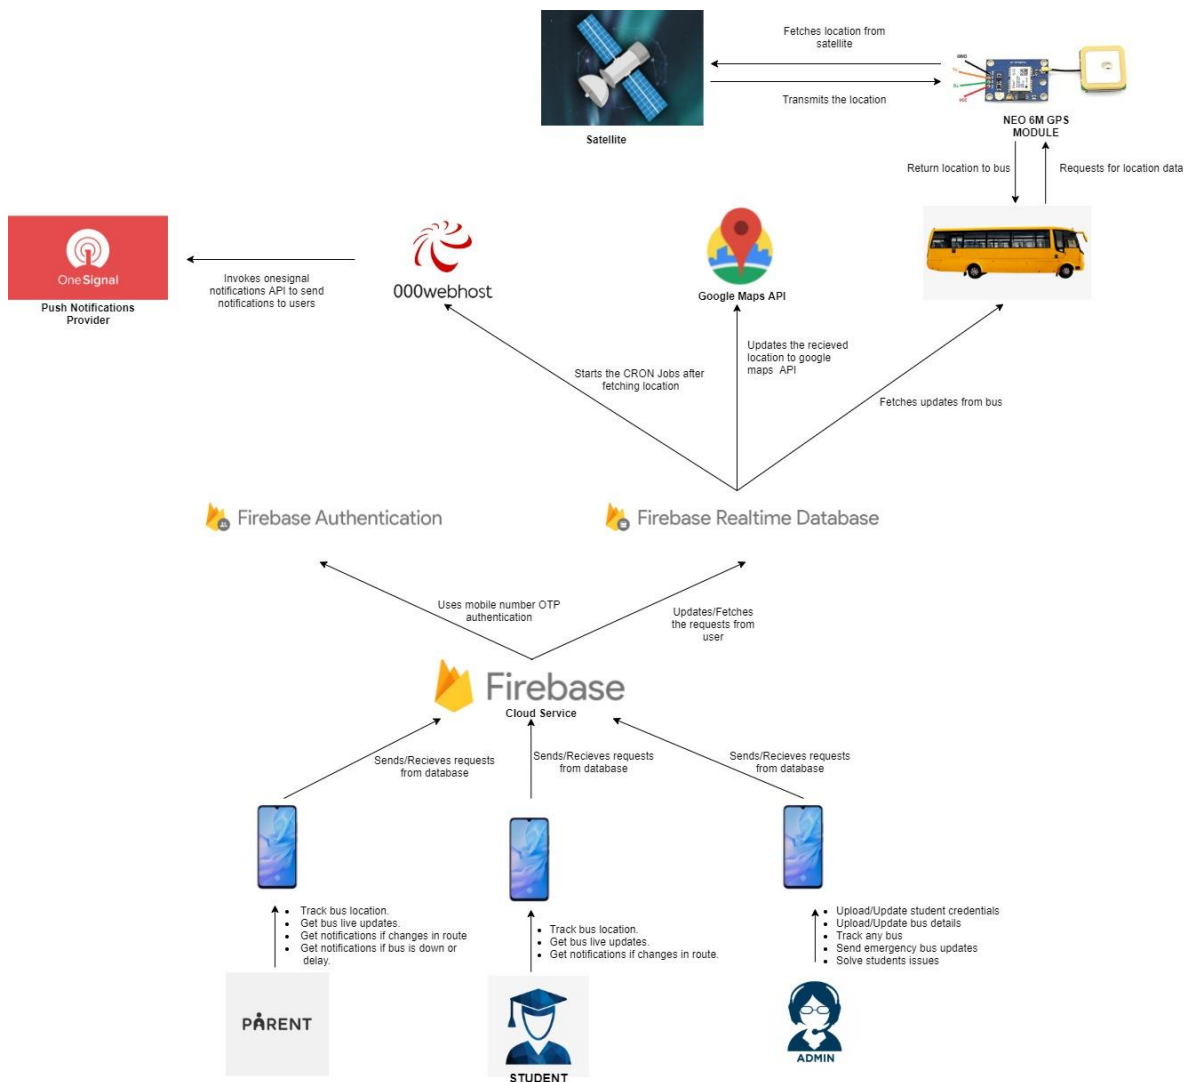 Fetches location from
satellite
Transmits the location
GND
VCC
NEO 6M GPS
MODULE
Satellite
Return location to bus
Requests for location data
One Signal
Push Notifications
Provider
Invokes onesignal
notifications API to send
notifications to users
000webhost
Google Maps API
Starts the CRON Jobs after
fetching location
Updates the recieved
location to google
maps API
Fetches updates from bus
Firebase Authentication
Firebase Realtime Database
Uses mobile number OTP
authentication
Updates/Fetches
the requests from
user
Firebase
Cloud Service
Sends/Recieves requests
from database
Sends/Recieves requests
from database
Sends/Recieves requests
from database
• Track bus location.
• Get bus live updates.
• Get notifications if changes in route
• Get notifications if bus is down or
delay.
• Track bus location.
• Get bus live updates.
• Get notifications if changes in route.
• Upload/Update student credentials
• Upload/Update bus details
• Track any bus
• Send emergency bus updates
• Solve students issues
PARENT
STUDENT
ADMIN